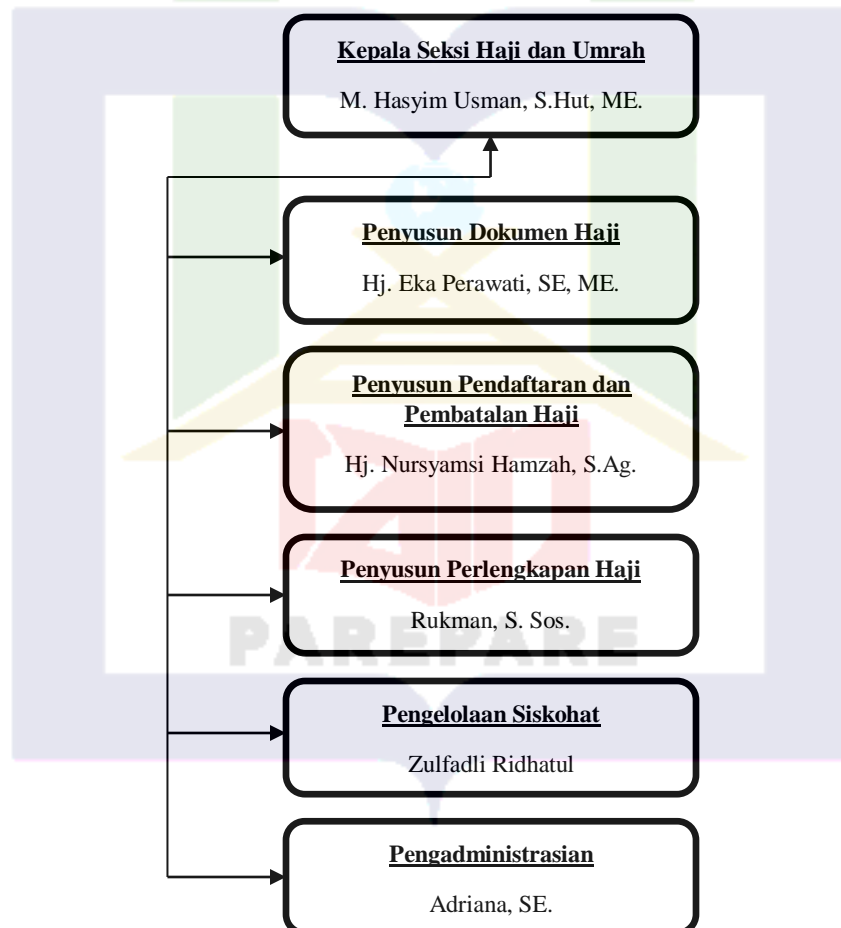 Kepala Seksi Haji dan Umrah
M. Hasyim Usman, S.Hut, ME.
Penyusun Dokumen Haji
Hj. Eka Perawati, SE, ME.
Penyusun Pendaftaran dan
Pembatalan Haji
Hj. Nursyamsi Hamzah, S.Ag.
Penyusun Perlengkapan Haji
Rukman, S. Sos.
PAREPARE
Pengelolaan Siskohat
Zulfadli Ridhatul
Pengadministrasian
Adriana, SE.